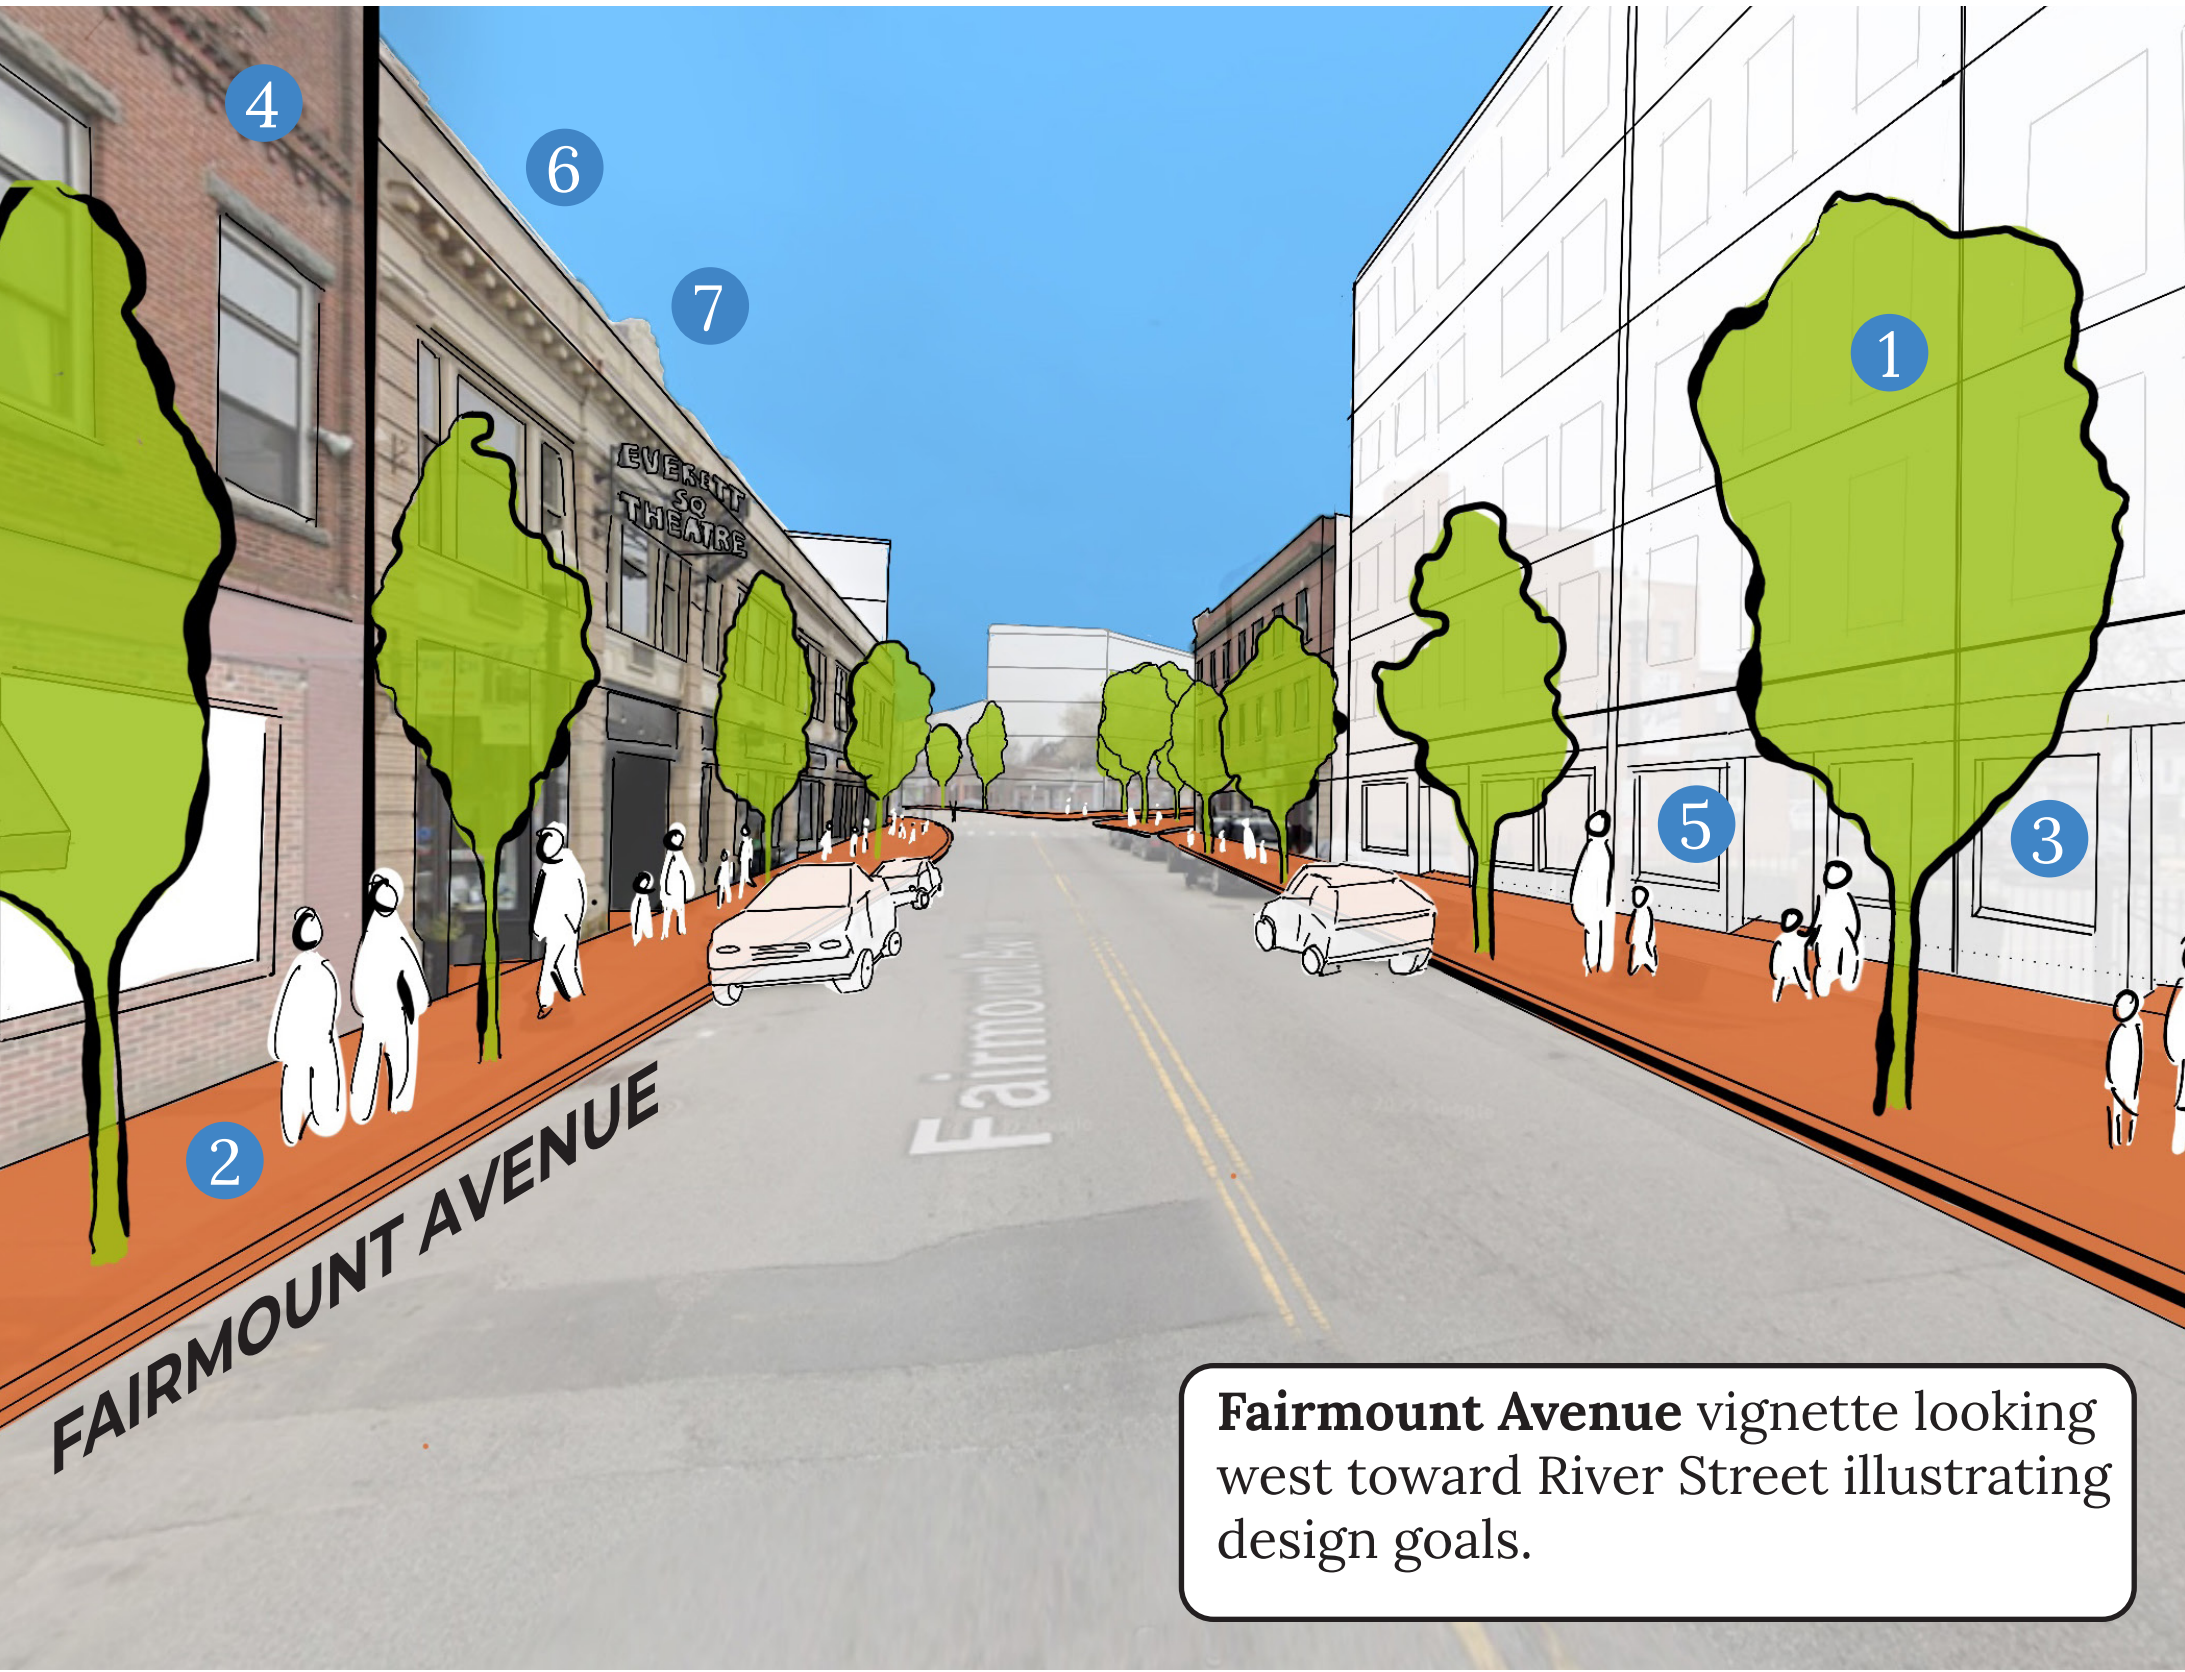 4
6
7
1
EVERETT
SQ
THEATRE
5
3
2
Fairmount Av
FAIRMOUNT AVENUE
Fairmount Avenue vignette looking
west toward River Street illustrating
design goals.